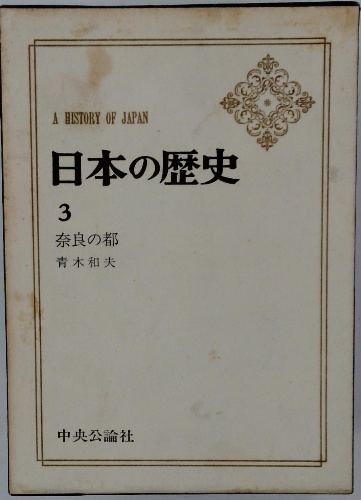 A HISTORY OF JAPAN
日本の歴史
3
奈良の都
青木和夫
中央公論社